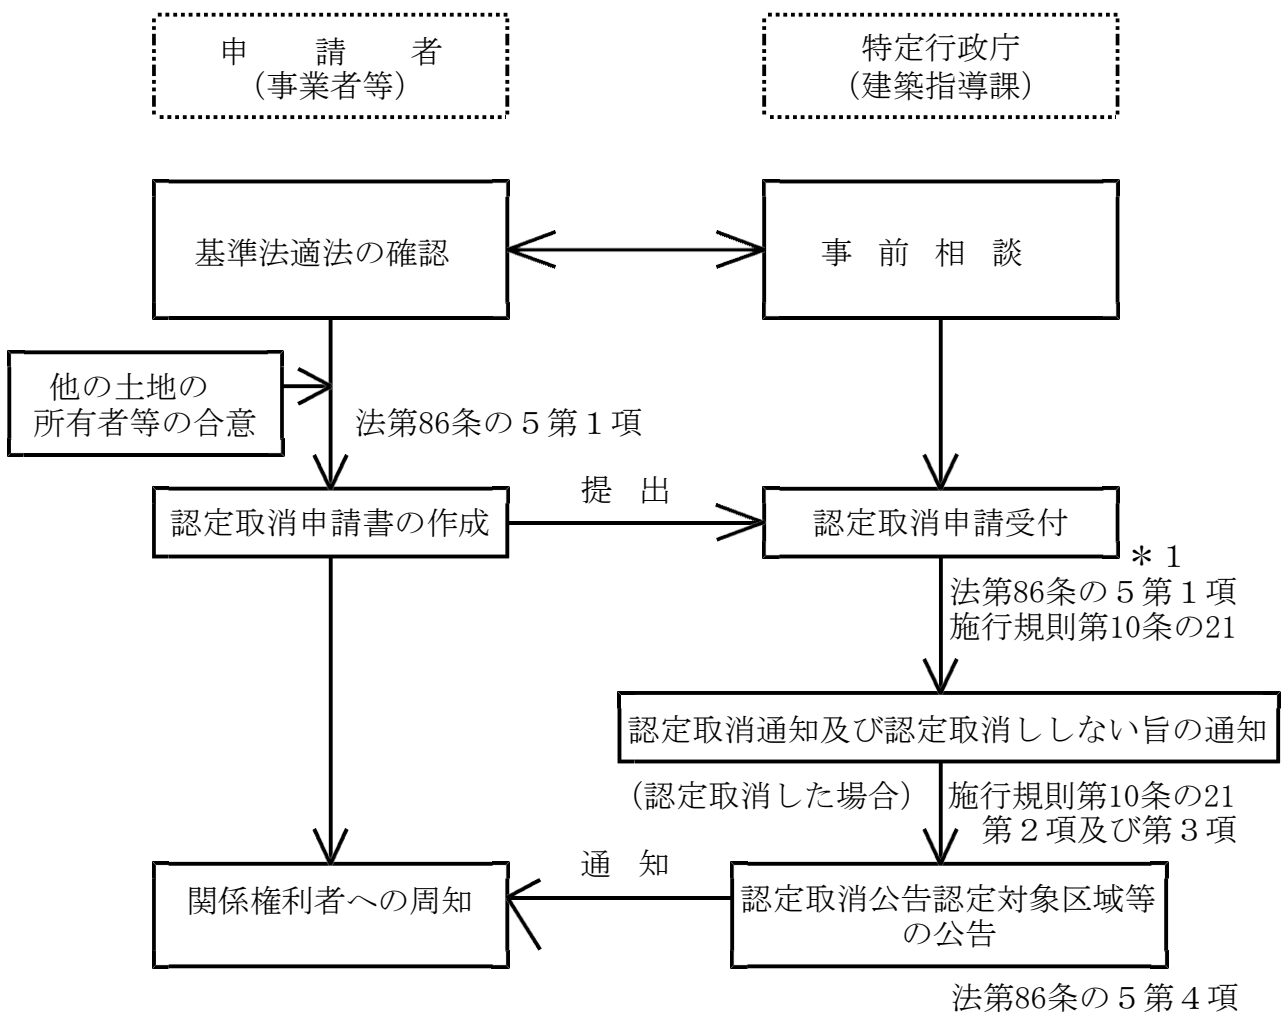 申　請　者
（事業者等）
特定行政庁
（建築指導課）
基準法適法の確認
事　前　相　談
他の土地の
所有者等の合意
法第86条の５第１項
認定取消申請書の作成
提　出
認定取消申請受付
＊１
法第86条の５第１項
施行規則第10条の21
認定取消通知及び認定取消ししない旨の通知
（認定取消した場合）
施行規則第10条の21
第２項及び第３項
関係権利者への周知
通　知
認定取消公告認定対象区域等
の公告
法第86条の５第４項